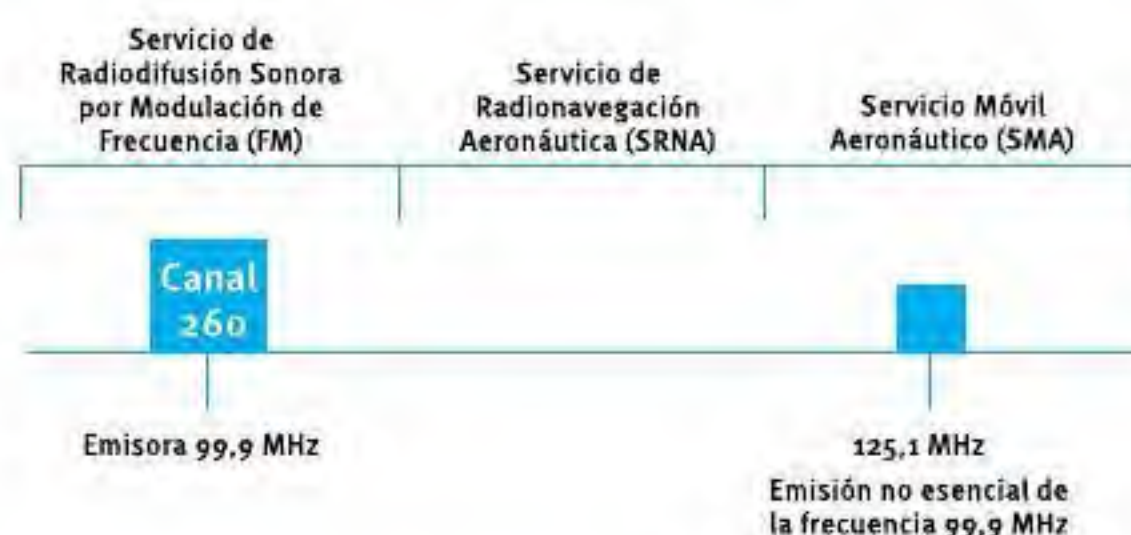 Servicio de
Radiodifusión Sonora
por Modulación de
Frecuencia (FM)
Servicio de
Radionavegación
Aeronáutica (SRNA)
Servicio Móvil
Aeronáutico (SMA)
Canal
260
Emisora 99,9 MHz
125,1 MHz
Emisión no esencial de
la frecuencia 99,9 MHz